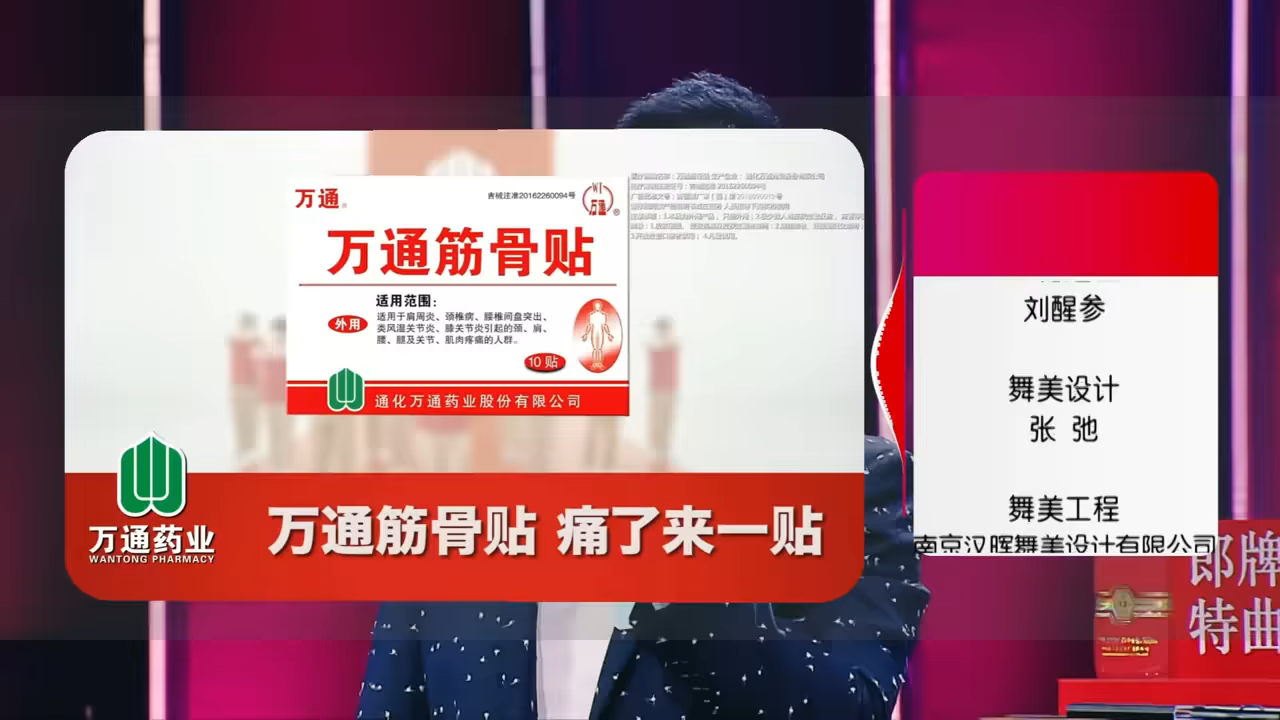 万通
吉械注准20162260094号
WT
万通
®
万通筋骨贴
适用范围：
外用
适用于肩周炎、颈椎病、腰椎间盘突出、
类风湿关节炎、膝关节炎引起的颈、肩、
腰、腿及关节、肌肉疼痛的人群。
10 贴
通化万通药业股份有限公司
万通药业
WANTONG PHARMACY
万通筋骨贴 痛了来一贴
刘醒参
舞美设计
张 弛
舞美工程
南京汉晖舞美设计有限公司
郎牌
特曲